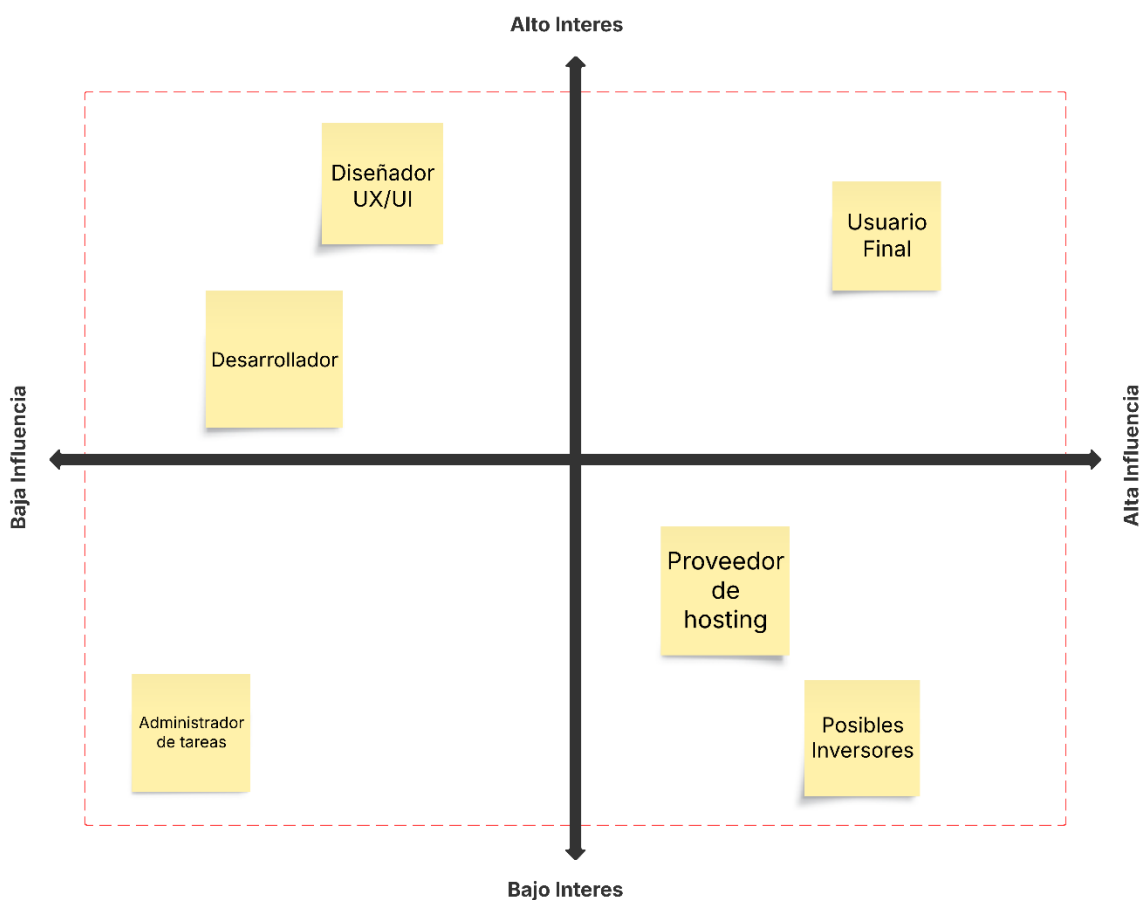 Alto Interes
Diseñador
UX/UI
Usuario
Final
Desarrollador
Baja Influencia
Alta Influencia
Proveedor
de
hosting
Administrador
de tareas
Posibles
Inversores
Bajo Interes